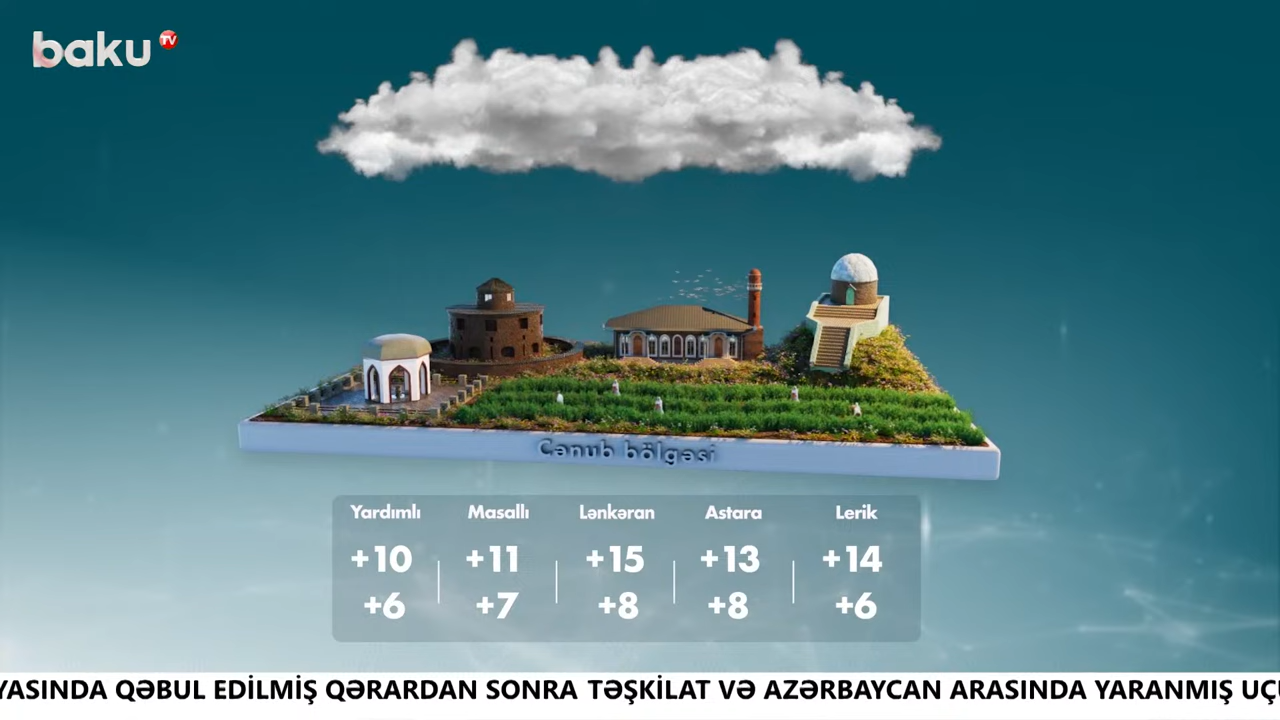 baku TV
Cənub bölgəsi
Yardımlı Masallı Lənkəran Astara Lerik
+10 +11 +15 +13 +14
+6 +7 +8 +8 +6
YASINDA QƏBUL EDİLMİŞ QƏRARDAN SONRA TƏŞKİLAT VƏ AZƏRBAYCAN ARASINDA YARANMIŞ UÇU